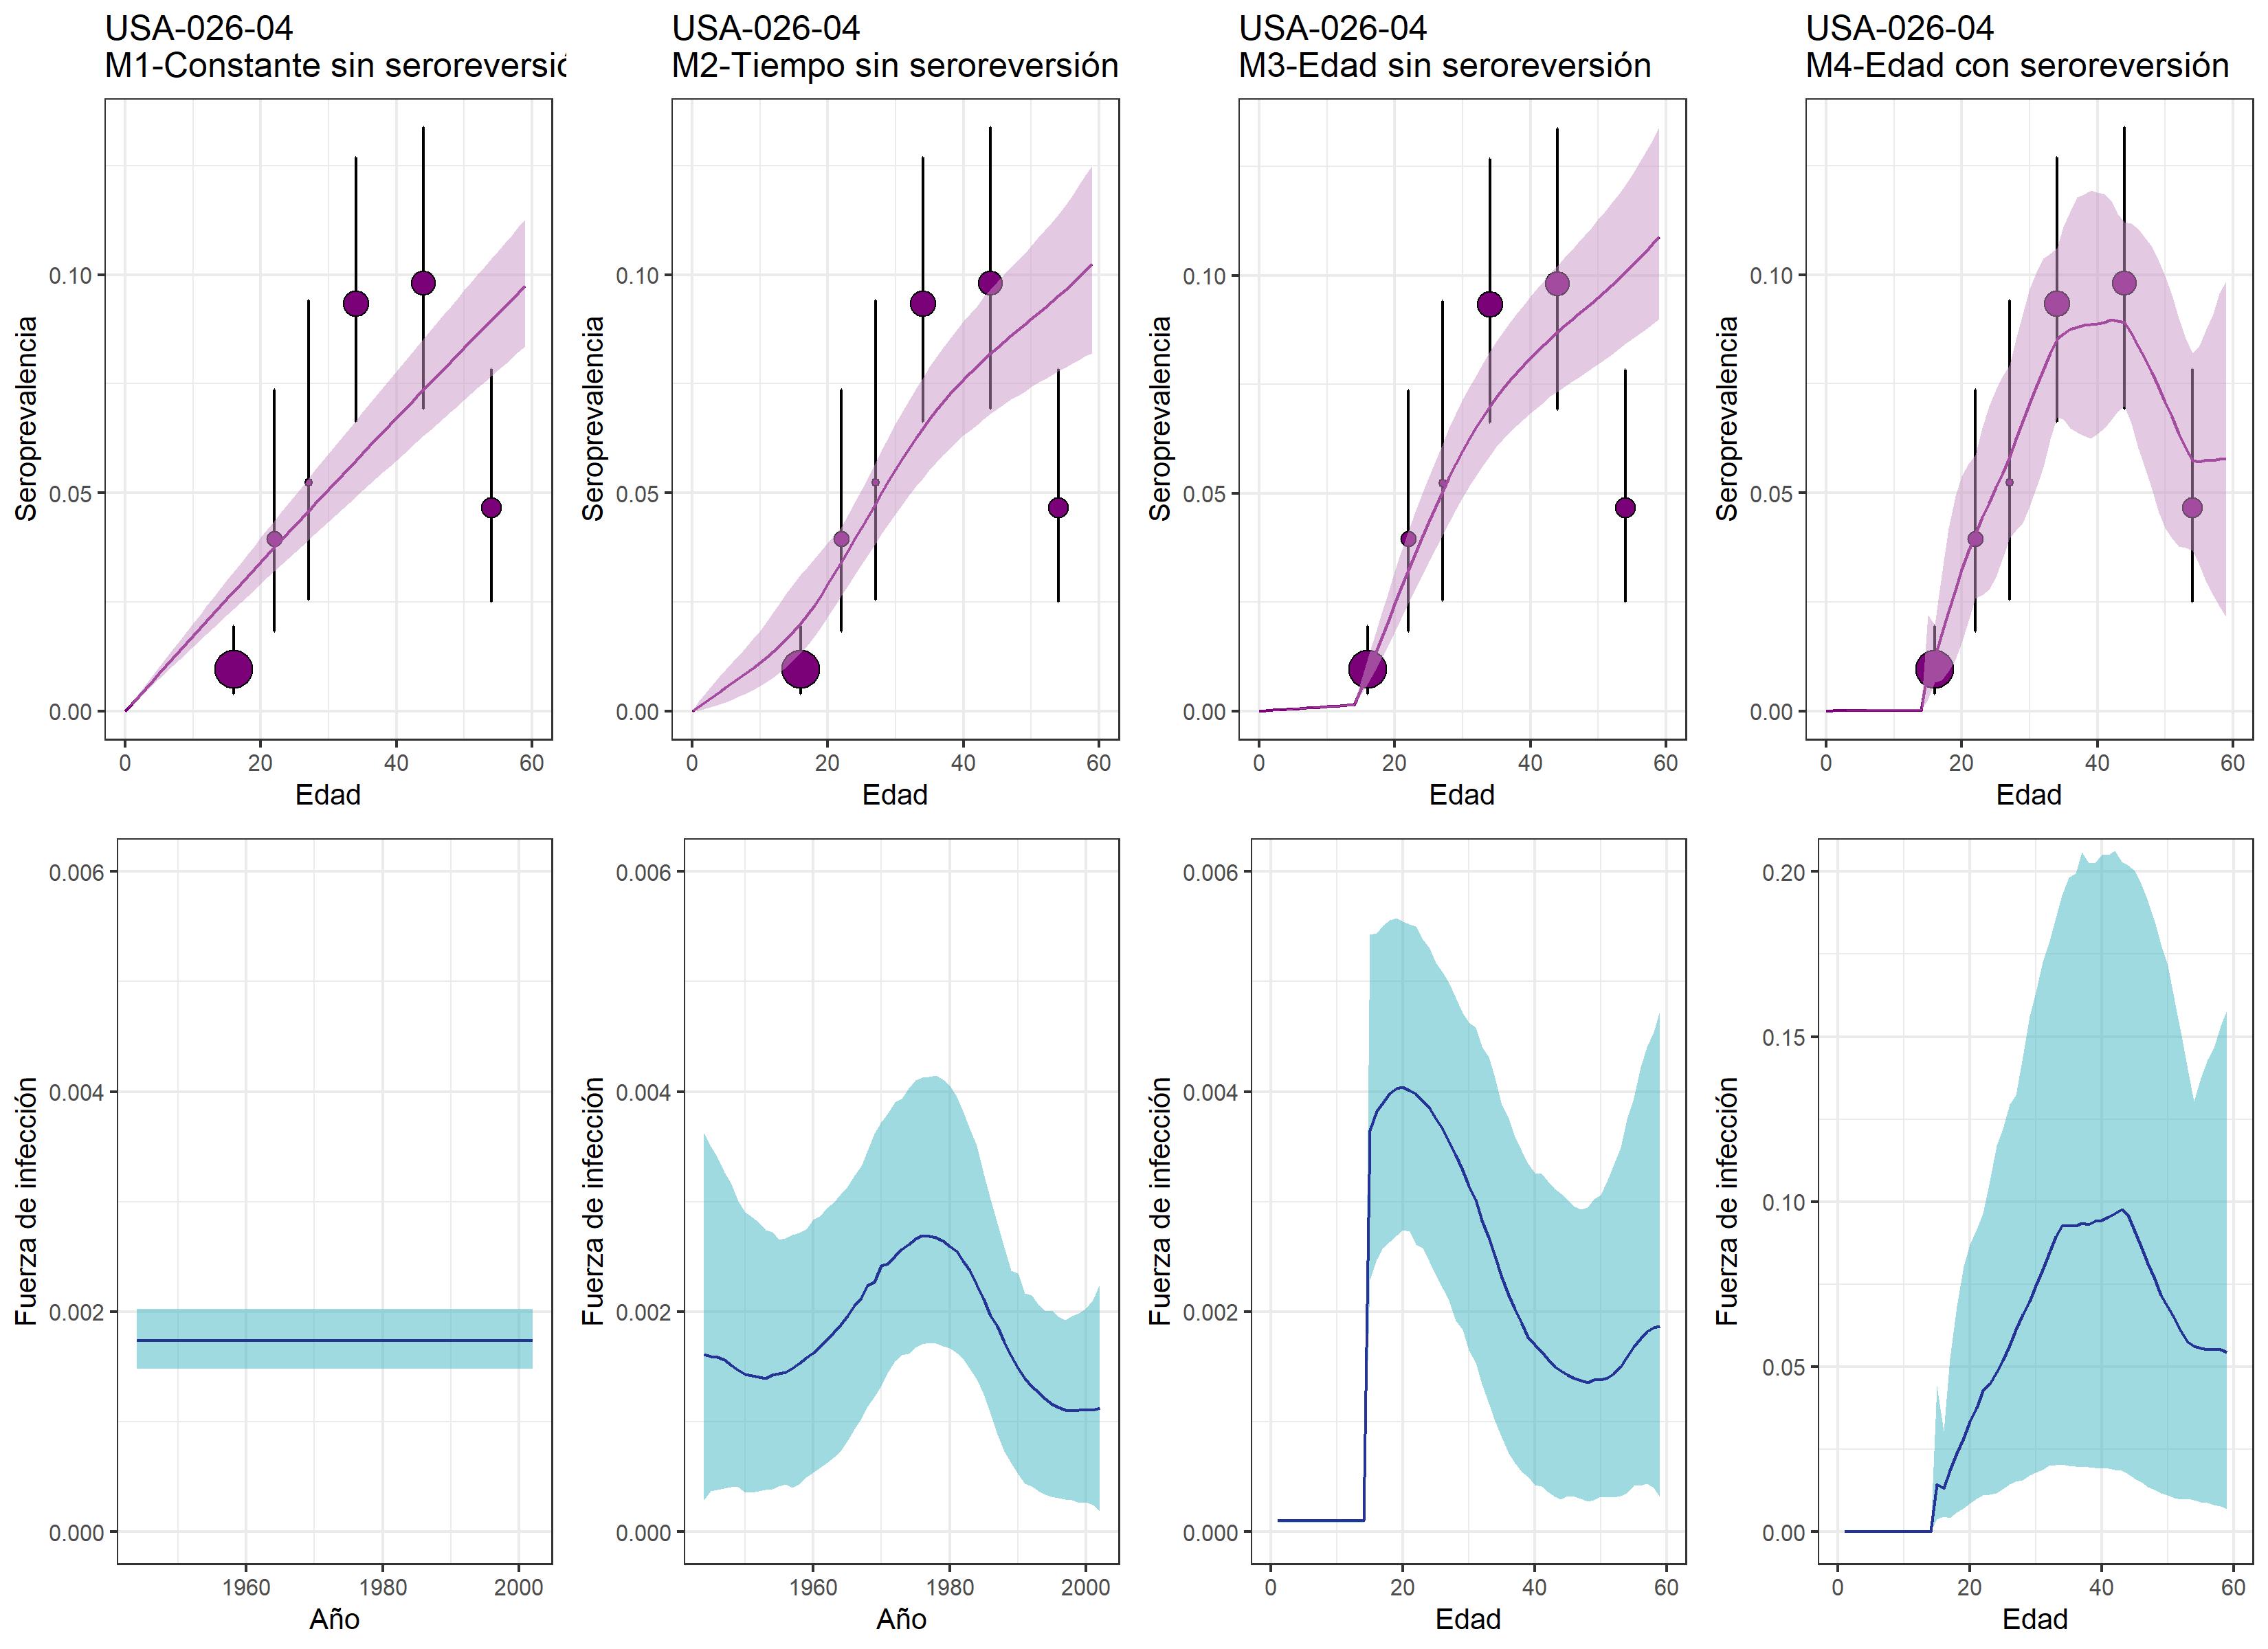 USA-026-04
M1-Constante sin seroreversió
USA-026-04
M2-Tiempo sin seroreversión
USA-026-04
M3-Edad sin seroreversión
USA-026-04
M4-Edad con seroreversión
Seroprevalencia
0.10
0.05
0.00
0 20 40 60
Edad
Seroprevalencia
0.10
0.05
0.00
0 20 40 60
Edad
Seroprevalencia
0.10
0.05
0.00
0 20 40 60
Edad
Seroprevalencia
0.10
0.05
0.00
0 20 40 60
Edad
Fuerza de infección
0.006
0.004
0.002
0.000
1960 1980 2000
Año
Fuerza de infección
0.006
0.004
0.002
0.000
1960 1980 2000
Año
Fuerza de infección
0.006
0.004
0.002
0.000
0 20 40 60
Edad
Fuerza de infección
0.20
0.15
0.10
0.05
0.00
0 20 40 60
Edad